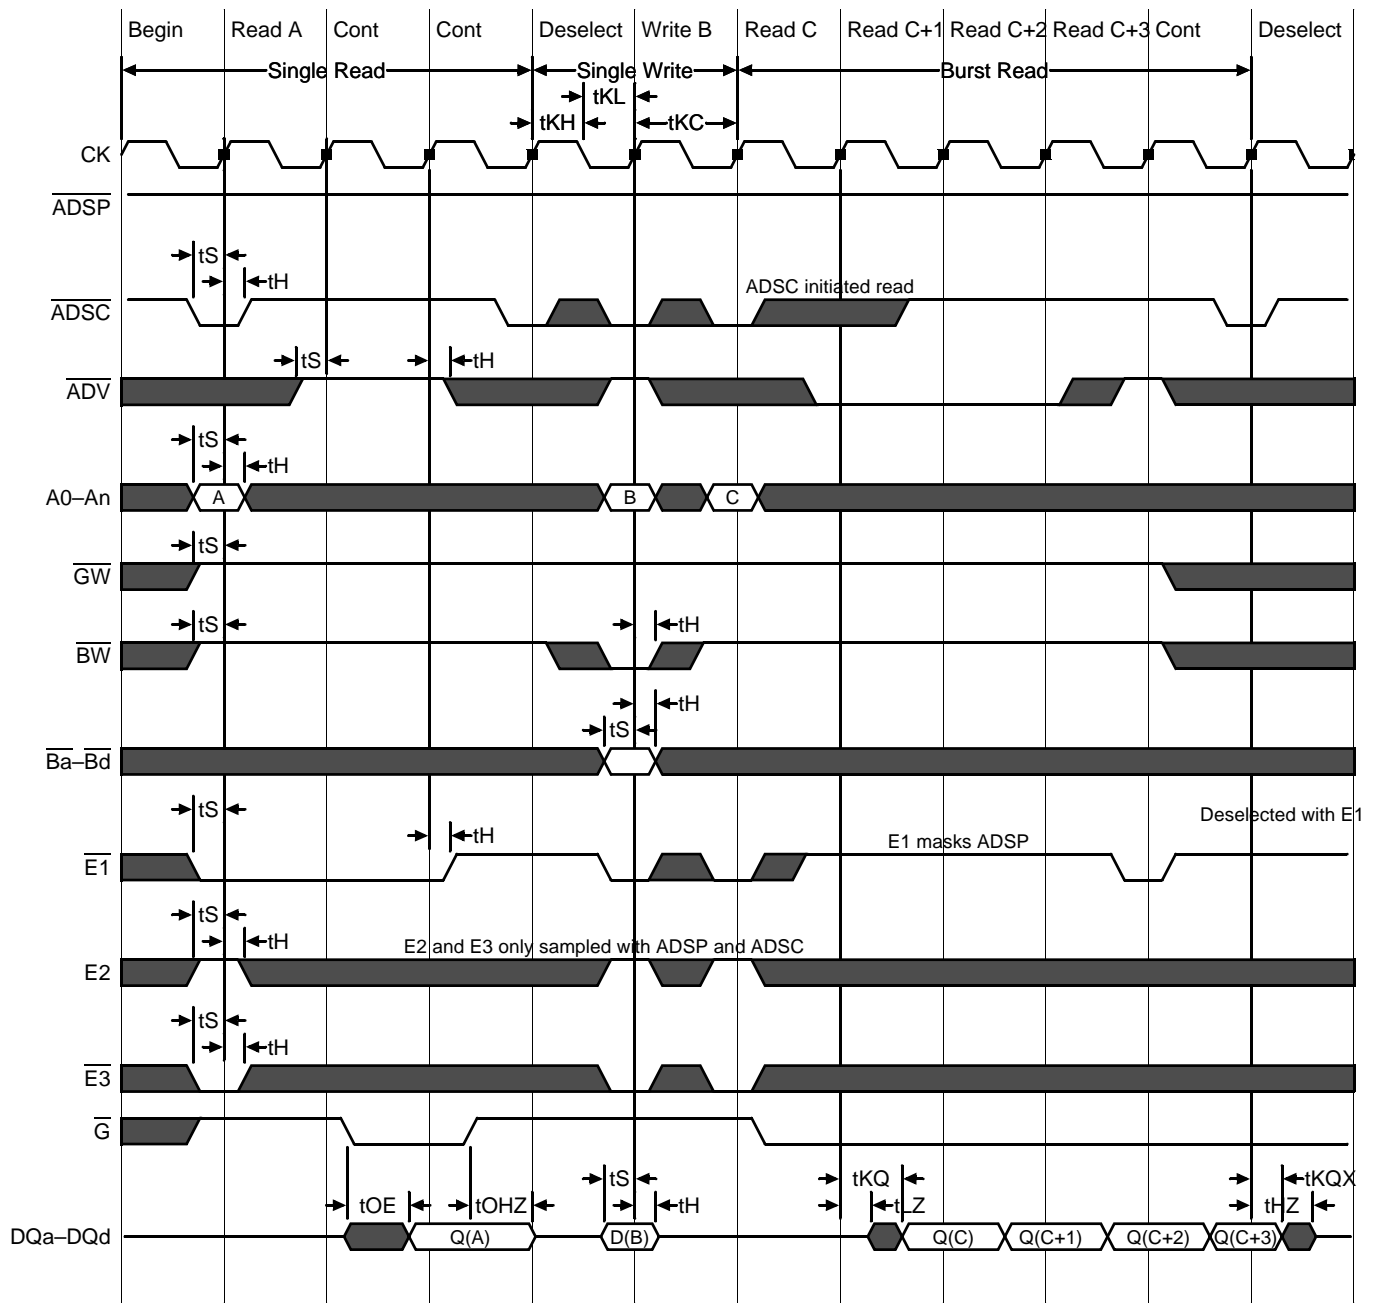 Begin Read A Cont Cont Deselect Write B Read C Read C+1 Read C+2 Read C+3 Cont Deselect
Single Read Single Write Burst Read
tKL
tKH tKC
CK
ADSP
tS
tH
ADSC initiated read
ADSC
tS tH
ADV
tS
tH
A0–An A B C
tS
GW
tS tH
BW
tH
tS
Ba–Bd
tS Deselected with E1
tH E1 masks ADSP
E1
tS
tH E2 and E3 only sampled with ADSP and ADSC
E2
tS
tH
E3
G
tS tKQ tKQX
tOE tOHZ tH tLZ tHZ
DQa–DQd Q(A) D(B) Q(C) Q(C+1) Q(C+2) Q(C+3)